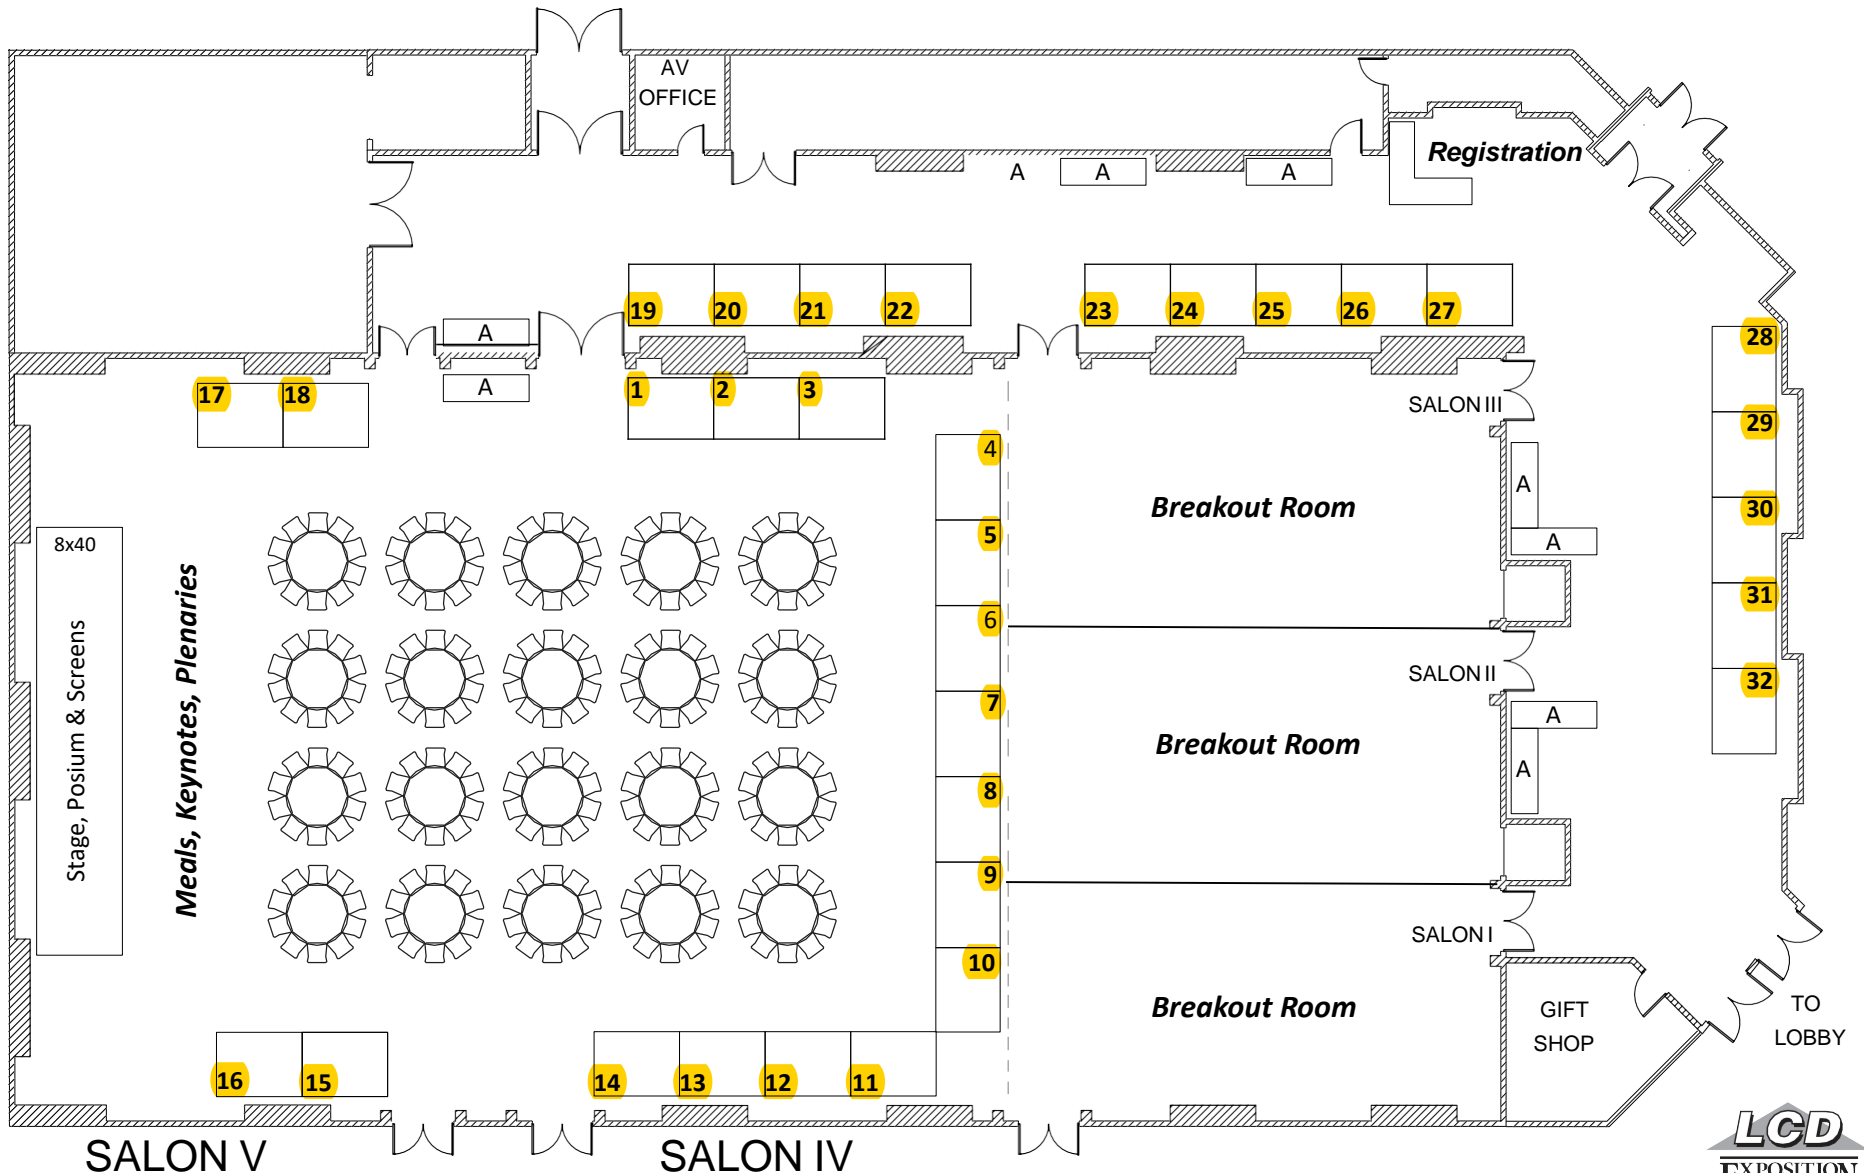 AV
OFFICE
Registration
A
A
A
19
20
21
22
23
24
25
26
27
A
A
17
18
1
2
3
28
29
30
31
32
SALON III
4
5
6
7
8
9
10
Breakout Room
A
A
8x40
Stage, Posium & Screens
Meals, Keynotes, Plenaries
SALON II
Breakout Room
A
A
SALON I
Breakout Room
GIFT
SHOP
TO
LOBBY
16
15
14
13
12
11
SALON V
SALON IV
LCD
EXPOSITION